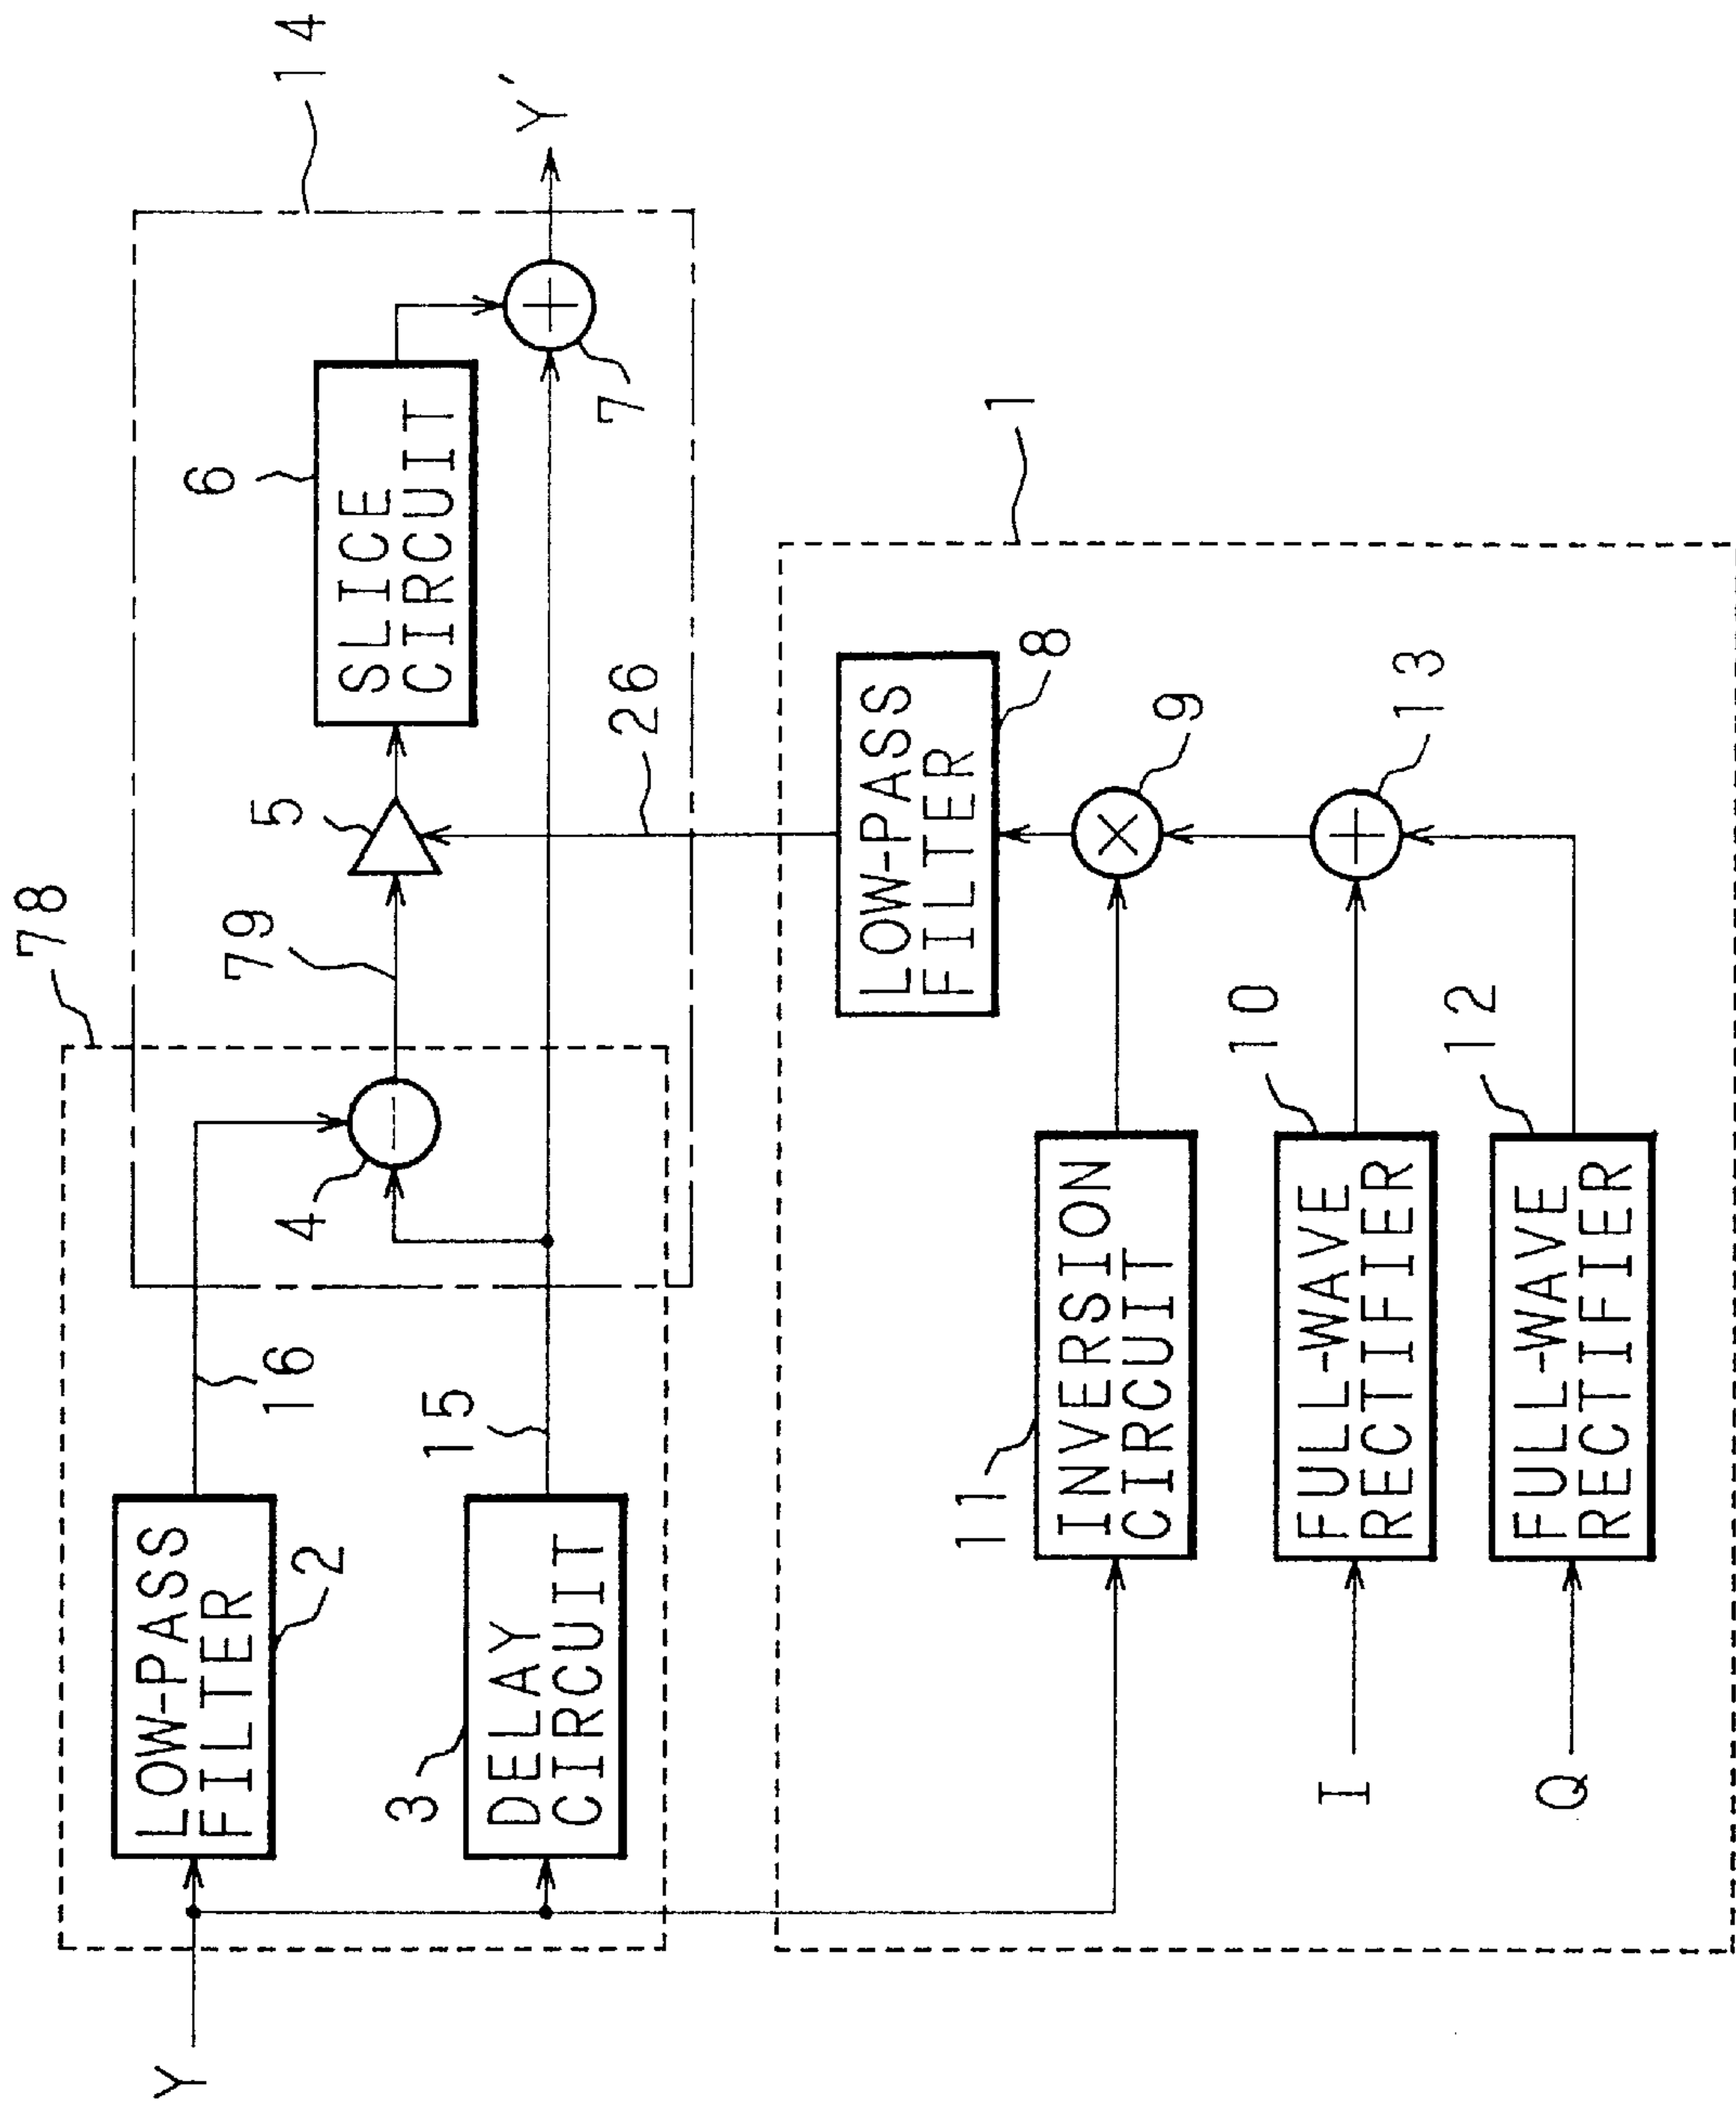 78
14
LOW-PASS
FILTER
2
16
4
79
5
6
SLICE
CIRCUIT
Y
Y'
3
DELAY
CIRCUIT
15
7
26
1
LOW-PASS
FILTER
8
11
INVERSION
CIRCUIT
9
I
10
FULL-WAVE
RECTIFIER
13
Q
12
FULL-WAVE
RECTIFIER